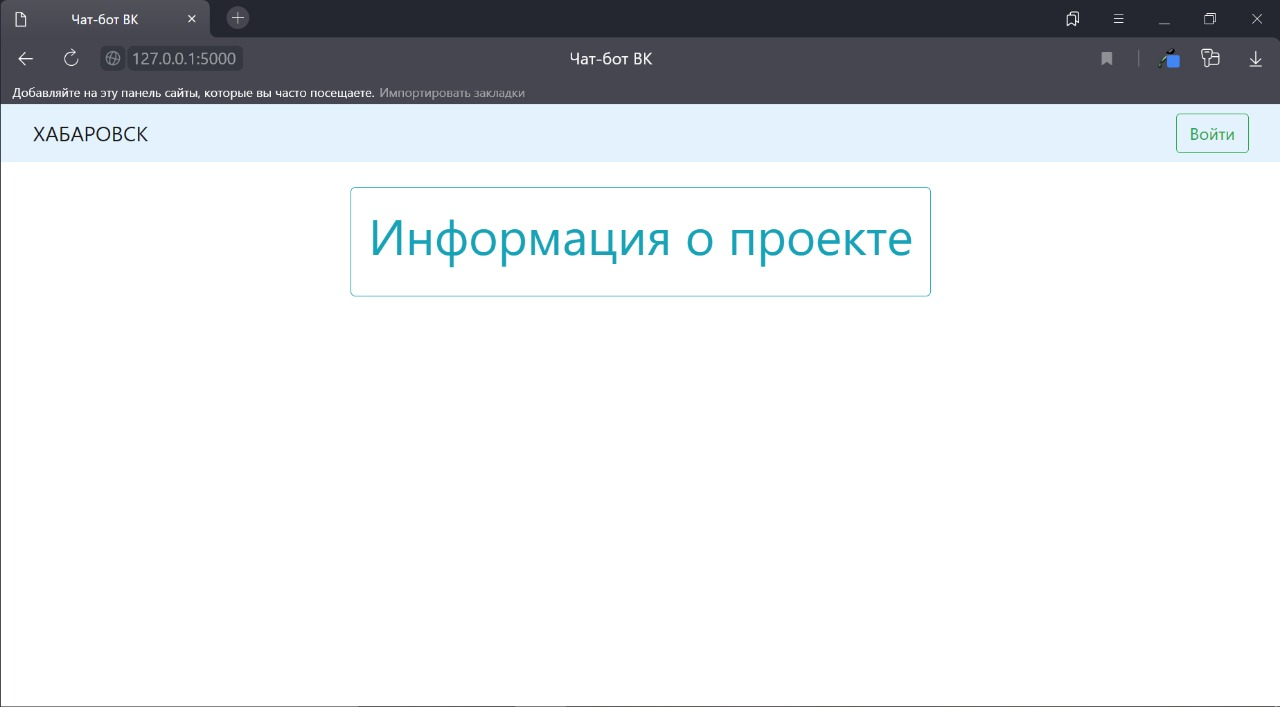 Чат-бот ВК
127.0.0.1:5000
Чат-бот ВК
Добавляйте на эту панель сайты, которые вы часто посещаете. Импортировать закладки
ХАБАРОВСК
Войти
Информация о проекте